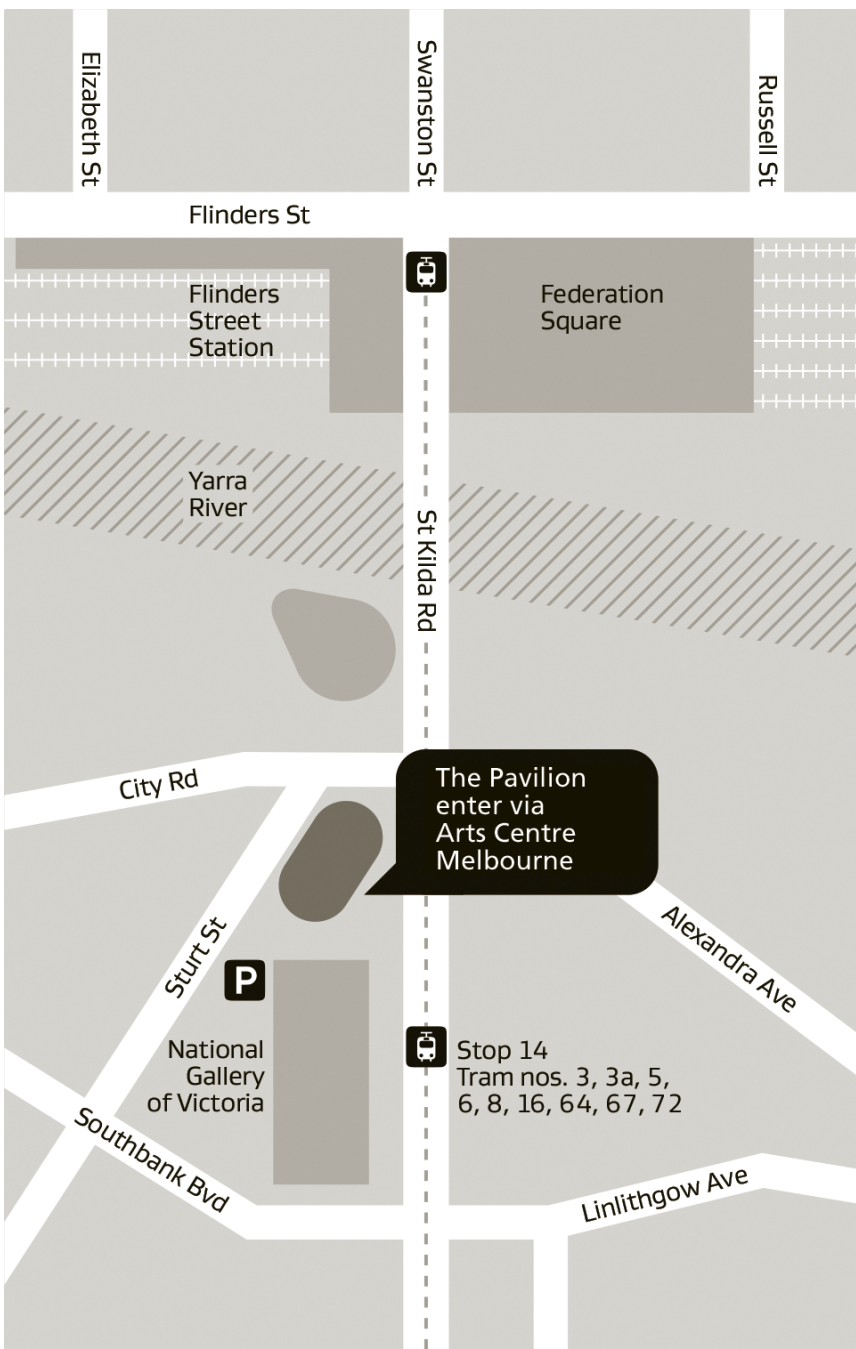 Elizabeth St
Swanston St
Russell St
Flinders St
Flinders
Street
Station
Federation
Square
Yarra
River
St Kilda Rd
City Rd
The Pavilion
enter via
Arts Centre
Melbourne
Sturt St
Alexandra Ave
P
National
Gallery
of Victoria
Stop 14
Tram nos. 3, 3a, 5,
6, 8, 16, 64, 67, 72
Southbank Bvd
Linlithgow Ave